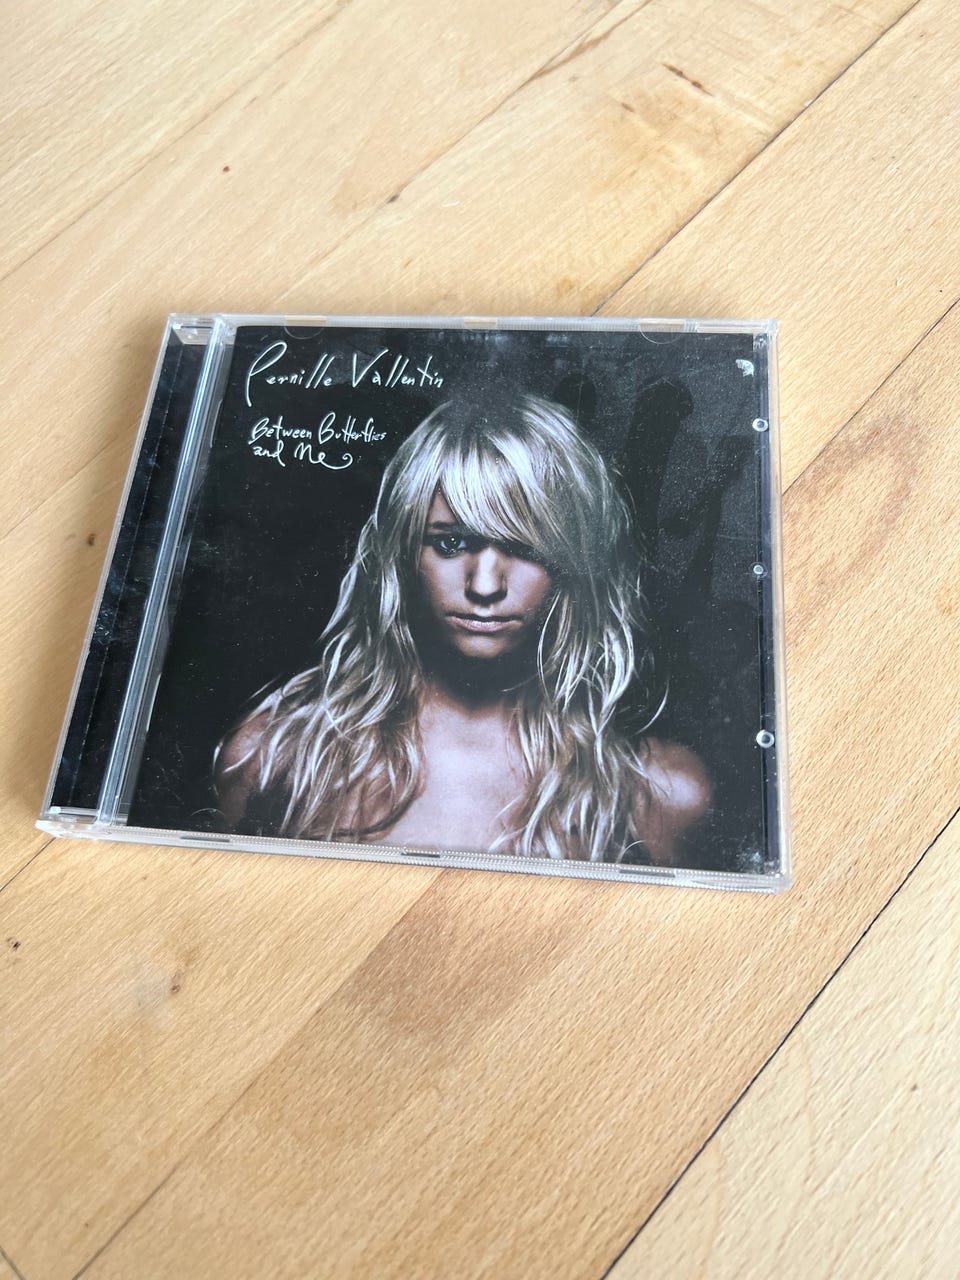 Pernille Vallentin
Between Butterflies
and Me